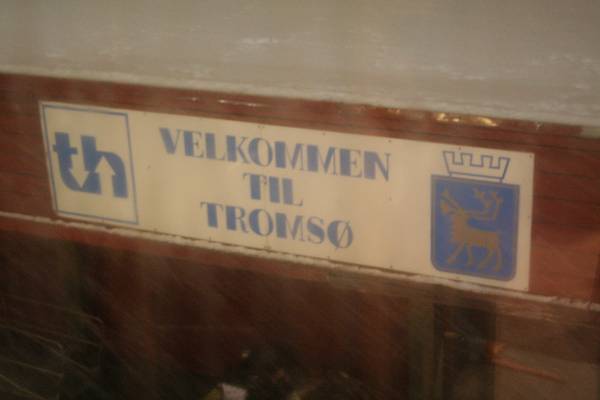 th
VELKOMMEN
TIL
TROMSØ